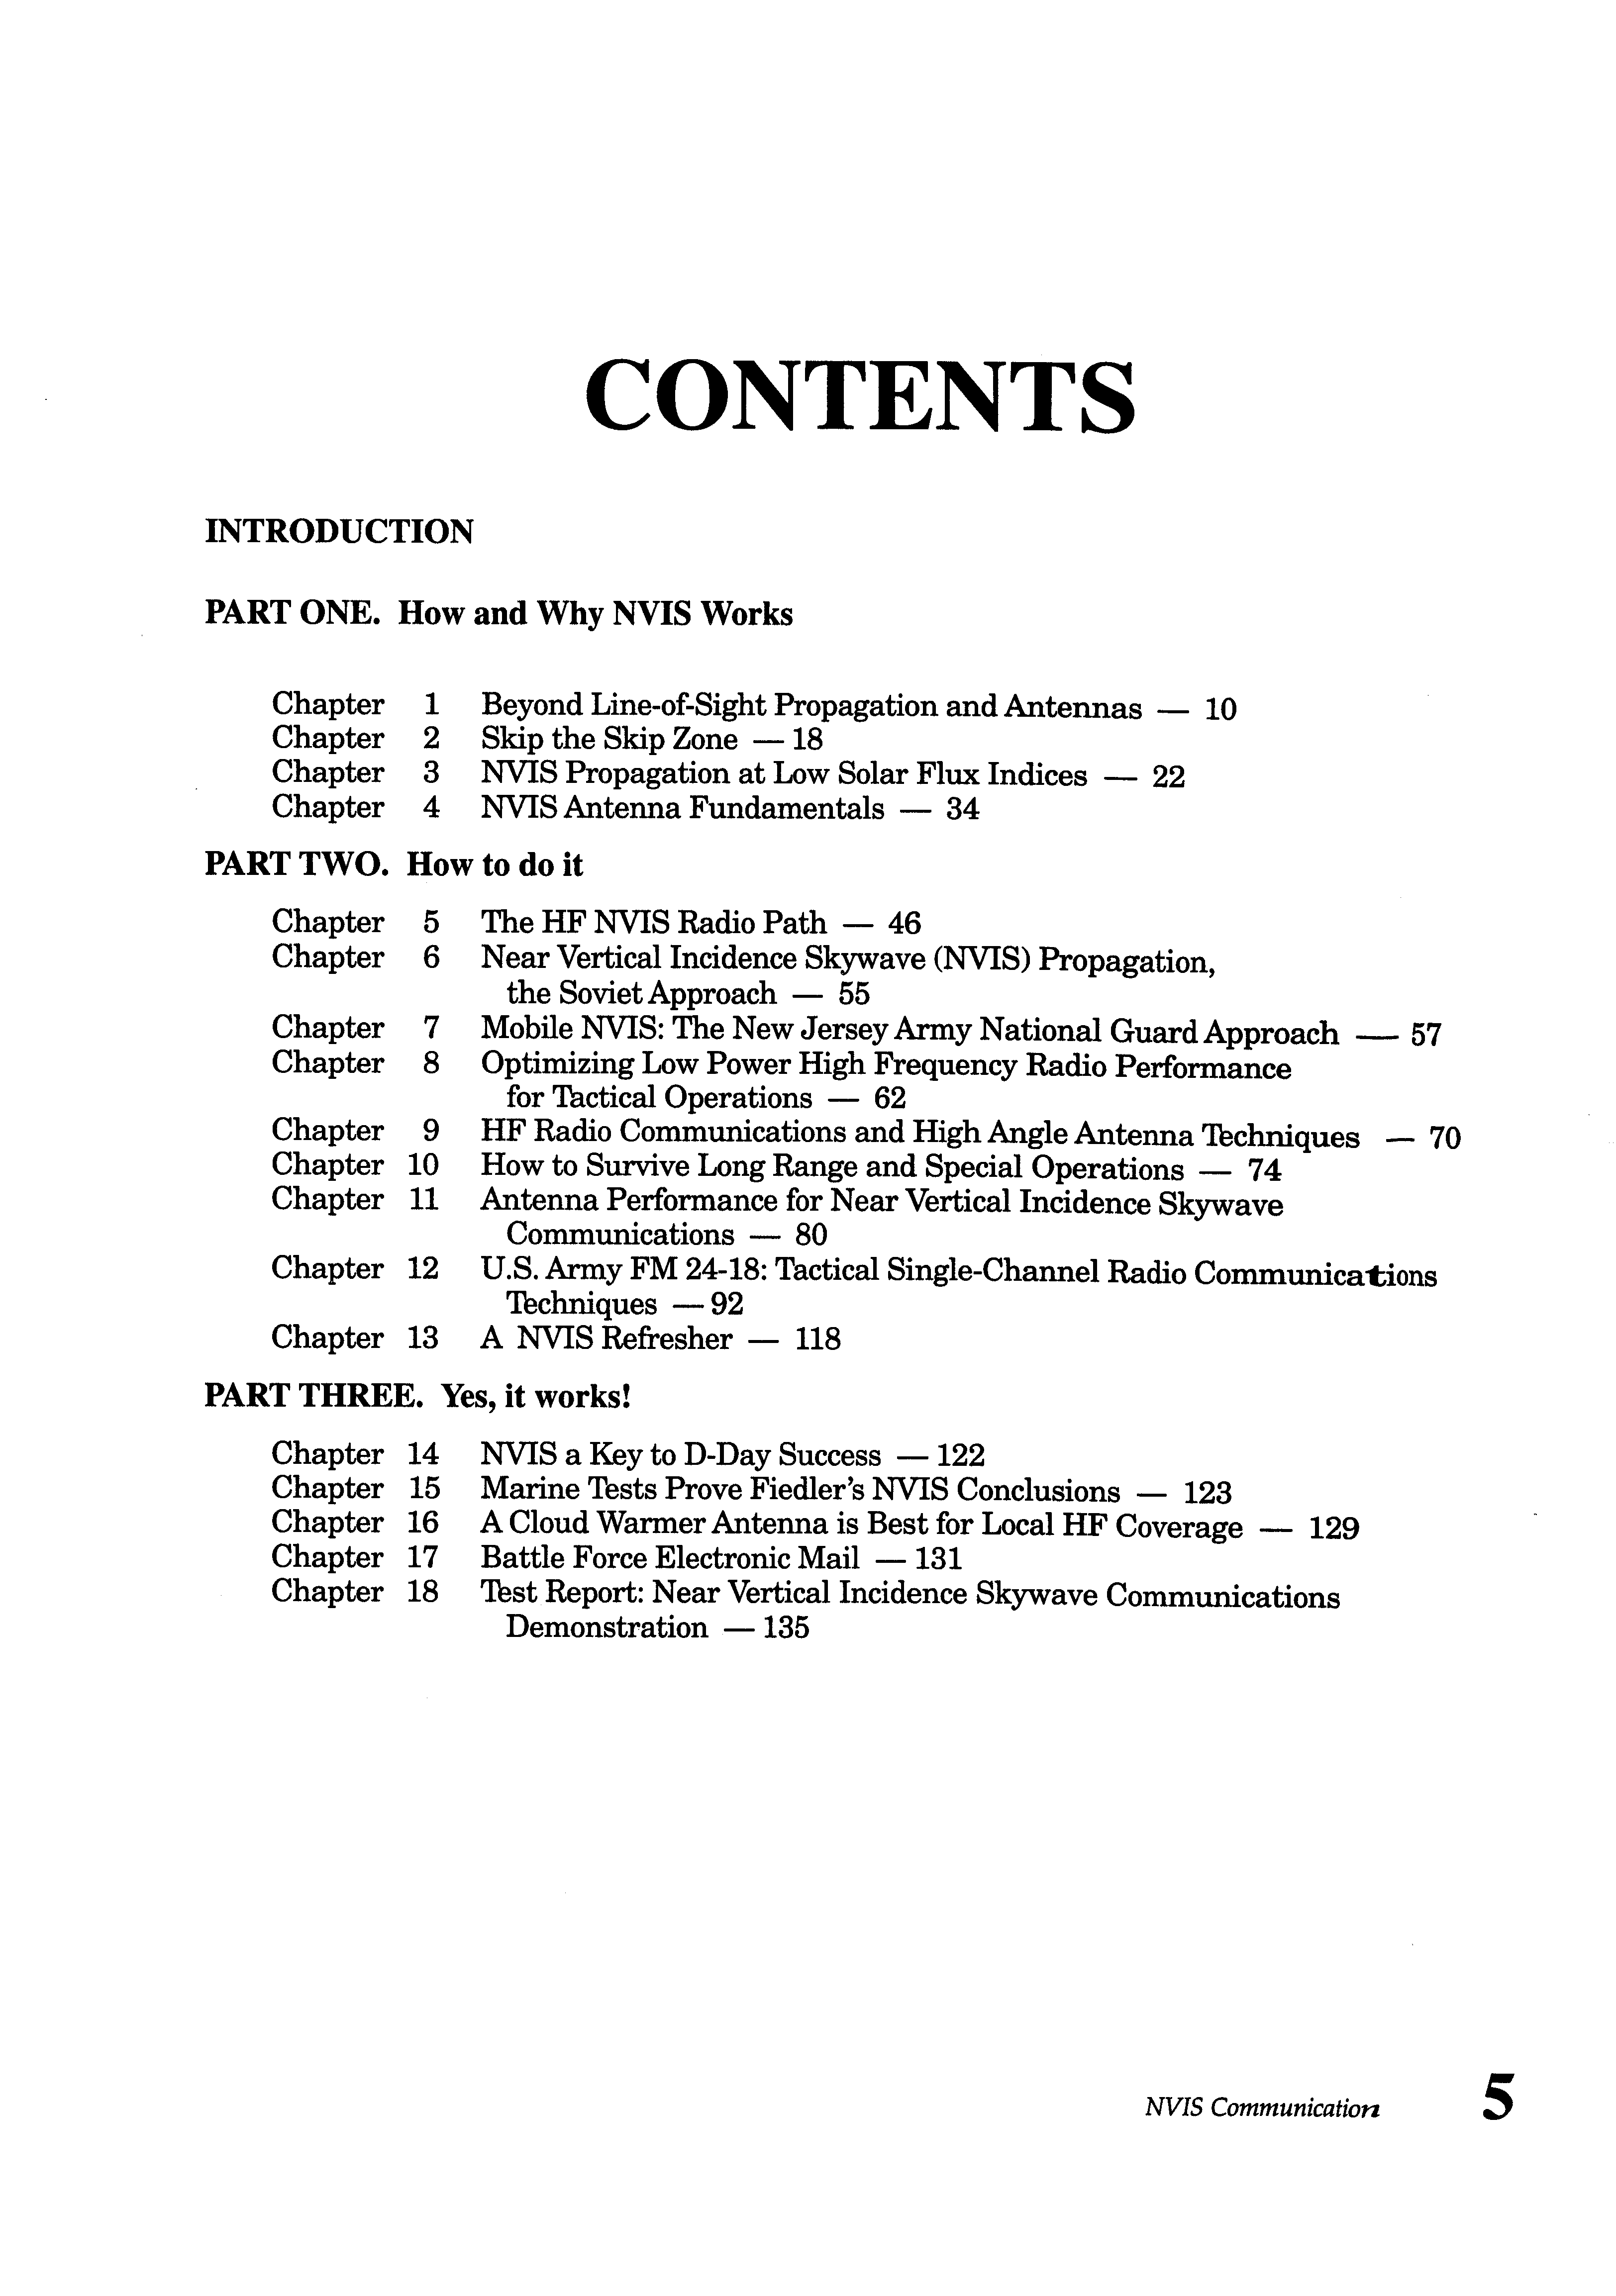 CONTENTS
INTRODUCTION
PART ONE. How and Why NVIS Works
Chapter 1 Beyond Line-of-Sight Propagation and Antennas — 10
Chapter 2 Skip the Skip Zone — 18
Chapter 3 NVIS Propagation at Low Solar Flux Indices — 22
Chapter 4 NVIS Antenna Fundamentals — 34
PART TWO. How to do it
Chapter 5 The HF NVIS Radio Path — 46
Chapter 6 Near Vertical Incidence Skywave (NVIS) Propagation,
the Soviet Approach — 55
Chapter 7 Mobile NVIS: The New Jersey Army National Guard Approach — 57
Chapter 8 Optimizing Low Power High Frequency Radio Performance
for Tactical Operations — 62
Chapter 9 HF Radio Communications and High Angle Antenna Techniques — 70
Chapter 10 How to Survive Long Range and Special Operations — 74
Chapter 11 Antenna Performance for Near Vertical Incidence Skywave
Communications — 80
Chapter 12 U.S. Army FM 24-18: Tactical Single-Channel Radio Communications
Techniques — 92
Chapter 13 A NVIS Refresher — 118
PART THREE. Yes, it works!
Chapter 14 NVIS a Key to D-Day Success — 122
Chapter 15 Marine Tests Prove Fiedler's NVIS Conclusions — 123
Chapter 16 A Cloud Warmer Antenna is Best for Local HF Coverage — 129
Chapter 17 Battle Force Electronic Mail — 131
Chapter 18 Test Report: Near Vertical Incidence Skywave Communications
Demonstration — 135
NVIS Communication 5